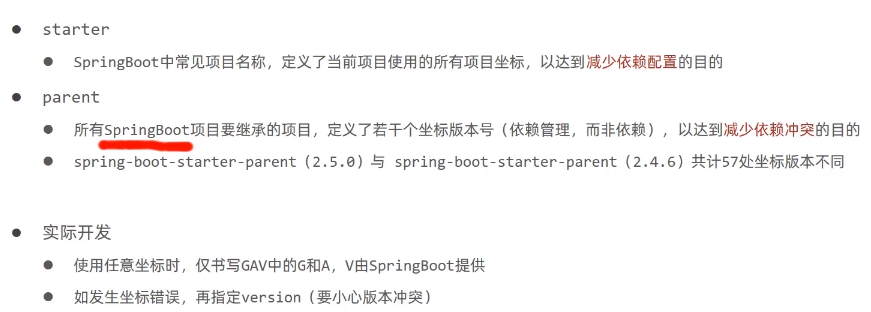 starter
SpringBoot中常见项目名称，定义了当前项目使用的所有项目坐标，以达到减少依赖配置的目的
parent
所有SpringBoot项目要继承的项目，定义了若干个坐标版本号（依赖管理，而非依赖），以达到减少依赖冲突的目的
spring-boot-starter-parent（2.5.0）与 spring-boot-starter-parent（2.4.6）共计57处坐标版本不同
实际开发
使用任意坐标时，仅书写GAV中的G和A，V由SpringBoot提供
如发生坐标错误，再指定version（要小心版本冲突）